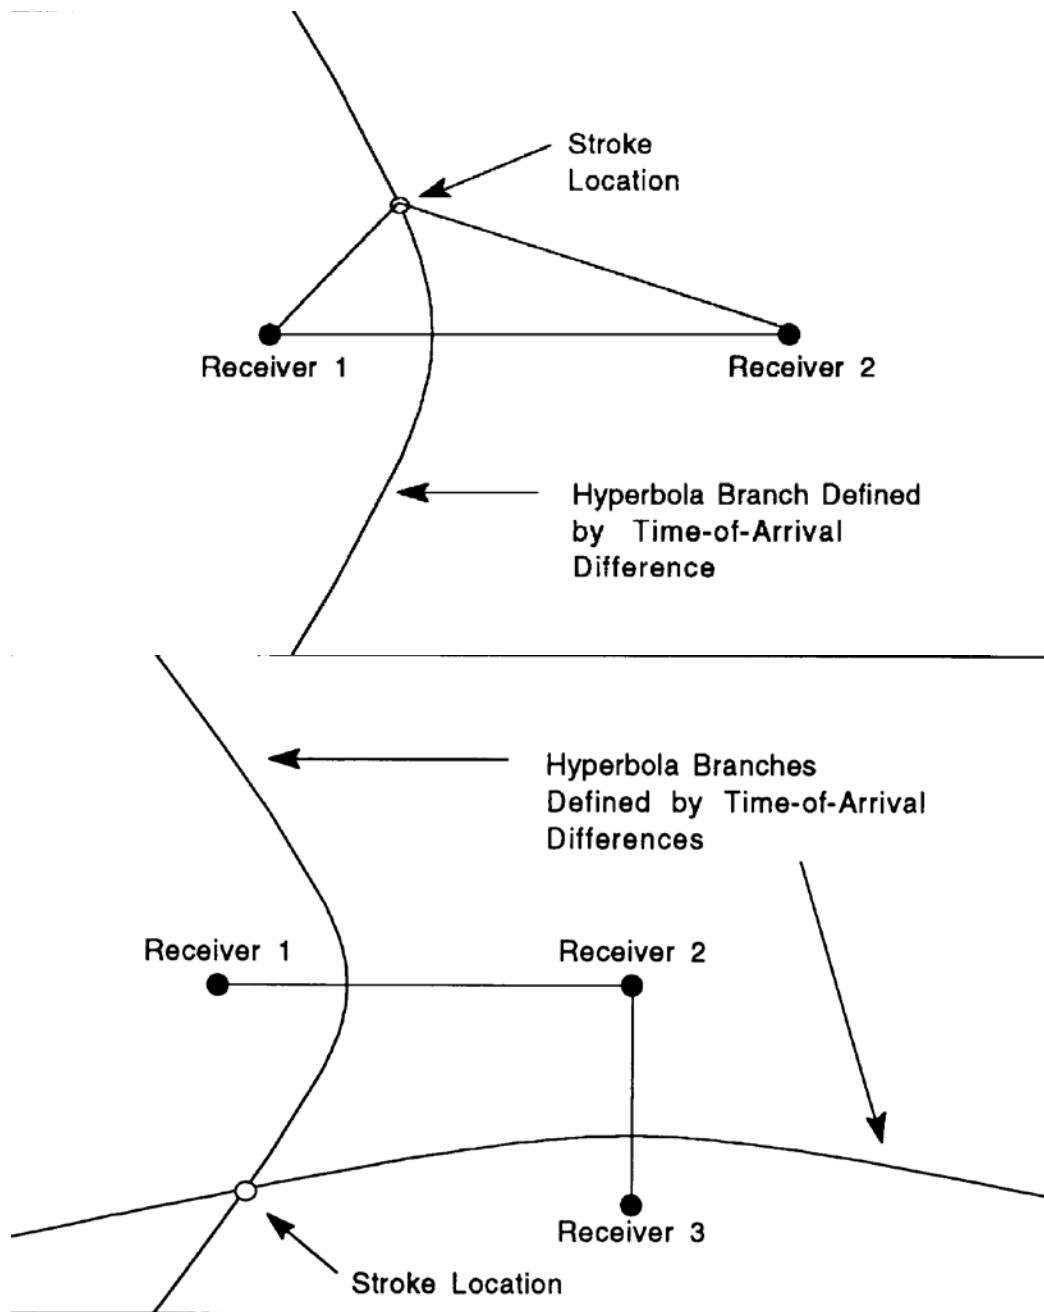 Stroke
Location
Receiver 1
Receiver 2
Hyperbola Branch Defined
by Time-of-Arrival
Difference
Hyperbola Branches
Defined by Time-of-Arrival
Differences
Receiver 1
Receiver 2
Receiver 3
Stroke Location